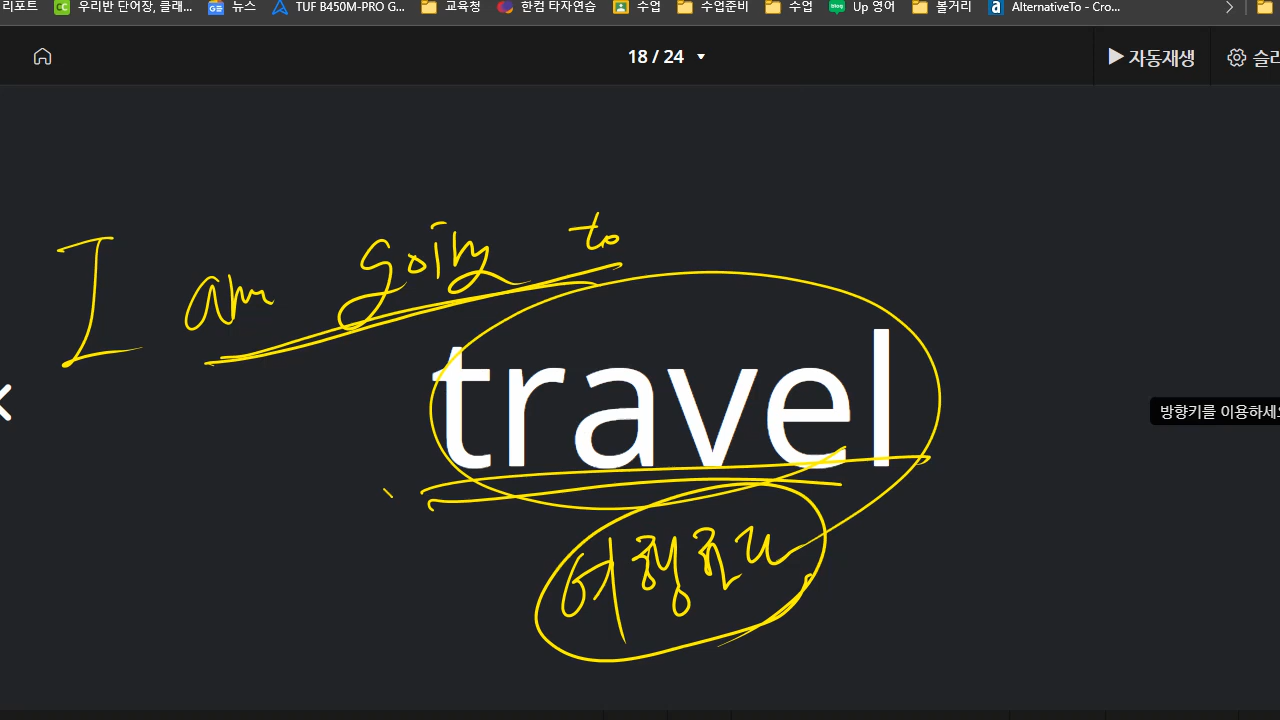 리포트 우리반 단어장, 클래... 뉴스 TUF B450M-PRO G... 교육청 한컴 타자연습 수업 수업준비 수업 Up 영어 볼거리 AlternativeTo - Cro...
18 / 24 자동재생 슬라
I am going to
travel
방향키를 이용하세요
여행